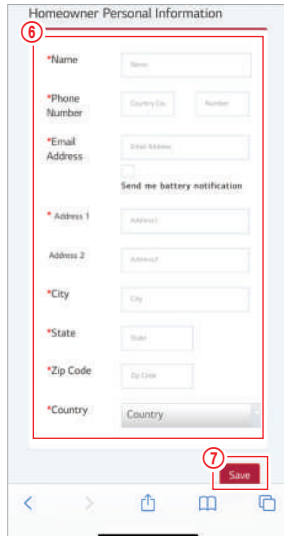 Homeowner Personal Information
6
*Name
Name
*Phone Number
Country Co
Number
*Email Address
Email Address
Send me battery notification
* Address 1
Address1
Address 2
Address2
*City
City
*State
State
*Zip Code
Zip Code
*Country
Country
7
Save